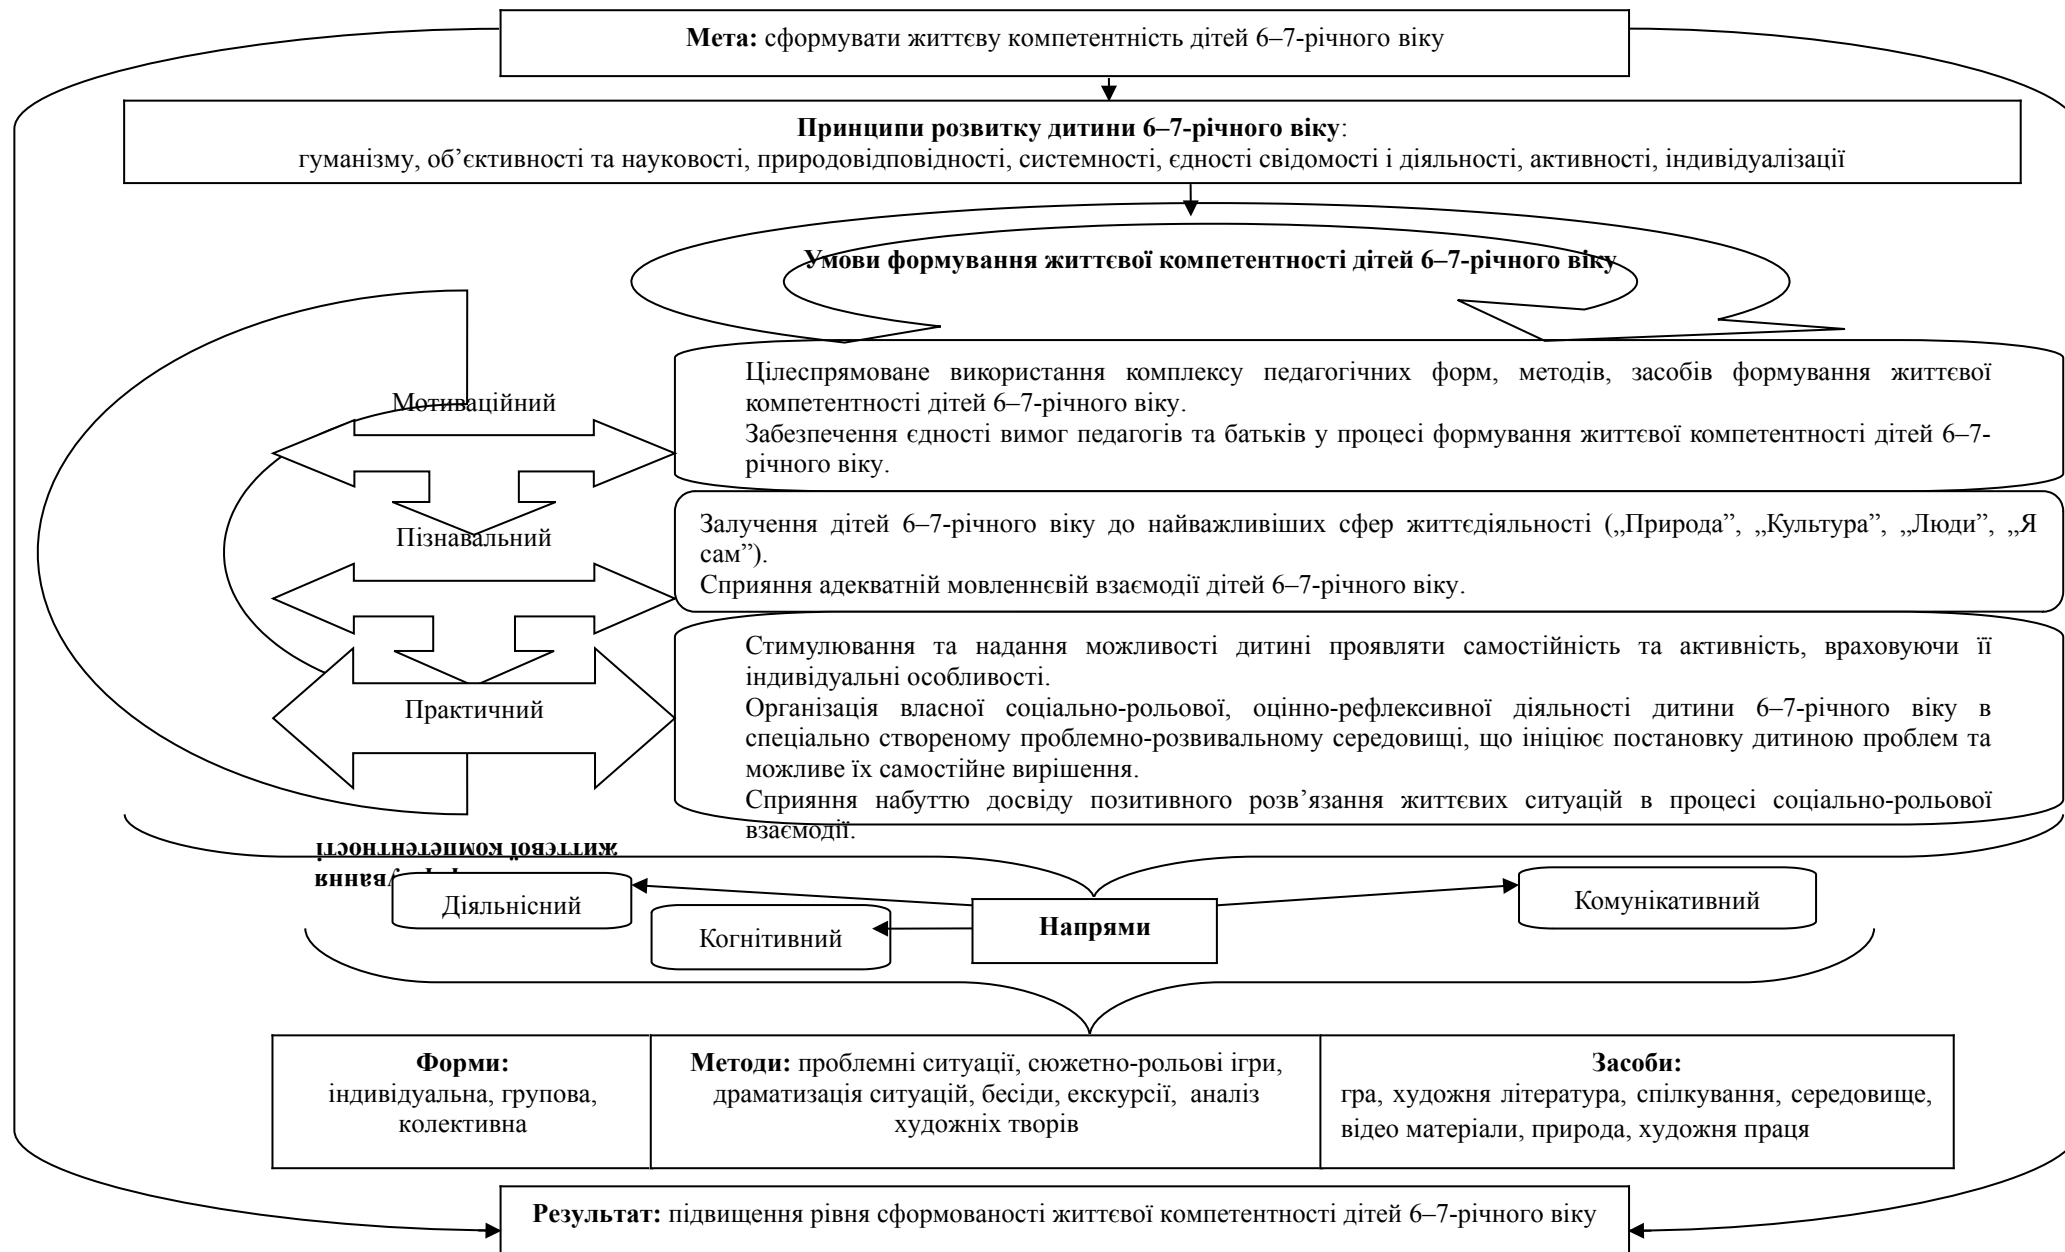 Мета: сформувати життєву компетентність дітей 6–7-річного віку
Принципи розвитку дитини 6–7-річного віку:
гуманізму, об’єктивності та науковості, природовідповідності, системності, єдності свідомості і діяльності, активності, індивідуалізації
Умови формування життєвої компетентності дітей 6–7-річного віку
Мотиваційний
Цілеспрямоване використання комплексу педагогічних форм, методів, засобів формування життєвої
компетентності дітей 6–7-річного віку.
Забезпечення єдності вимог педагогів та батьків у процесі формування життєвої компетентності дітей 6–7-
річного віку.
Пізнавальний
Залучення дітей 6–7-річного віку до найважливіших сфер життєдіяльності („Природа”, „Культура”, „Люди”, „Я
сам”).
Сприяння адекватній мовленнєвій взаємодії дітей 6–7-річного віку.
Практичний
Стимулювання та надання можливості дитині проявляти самостійність та активність, враховуючи її
індивідуальні особливості.
Організація власної соціально-рольової, оцінно-рефлексивної діяльності дитини 6–7-річного віку в
спеціально створеному проблемно-розвивальному середовищі, що ініціює постановку дитиною проблем та
можливе їх самостійне вирішення.
Сприяння набуттю досвіду позитивного розв’язання життєвих ситуацій в процесі соціально-рольової
взаємодії.
життєвої компетентності
Діяльнісний
Когнітивний
Напрями
Комунікативний
Форми:
індивідуальна, групова,
колективна
Методи: проблемні ситуації, сюжетно-рольові ігри,
драматизація ситуацій, бесіди, екскурсії, аналіз
художніх творів
Засоби:
гра, художня література, спілкування, середовище,
відео матеріали, природа, художня праця
Результат: підвищення рівня сформованості життєвої компетентності дітей 6–7-річного віку